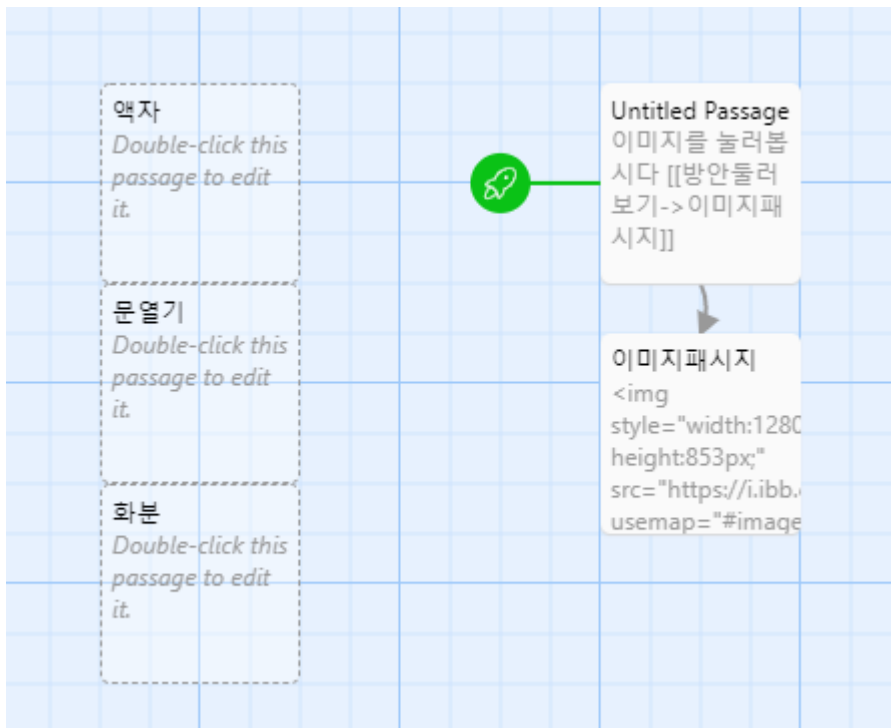 액자
Double-click this
passage to edit
it.
문열기
Double-click this
passage to edit
it.
화분
Double-click this
passage to edit
it.
Untitled Passage
이미지를 눌러봅
시다 [[방안둘러
보기->이미지패
시지]]
이미지패시지
<img
style="width:1280
height:853px;"
src="https://i.ibb.
usemap="#image